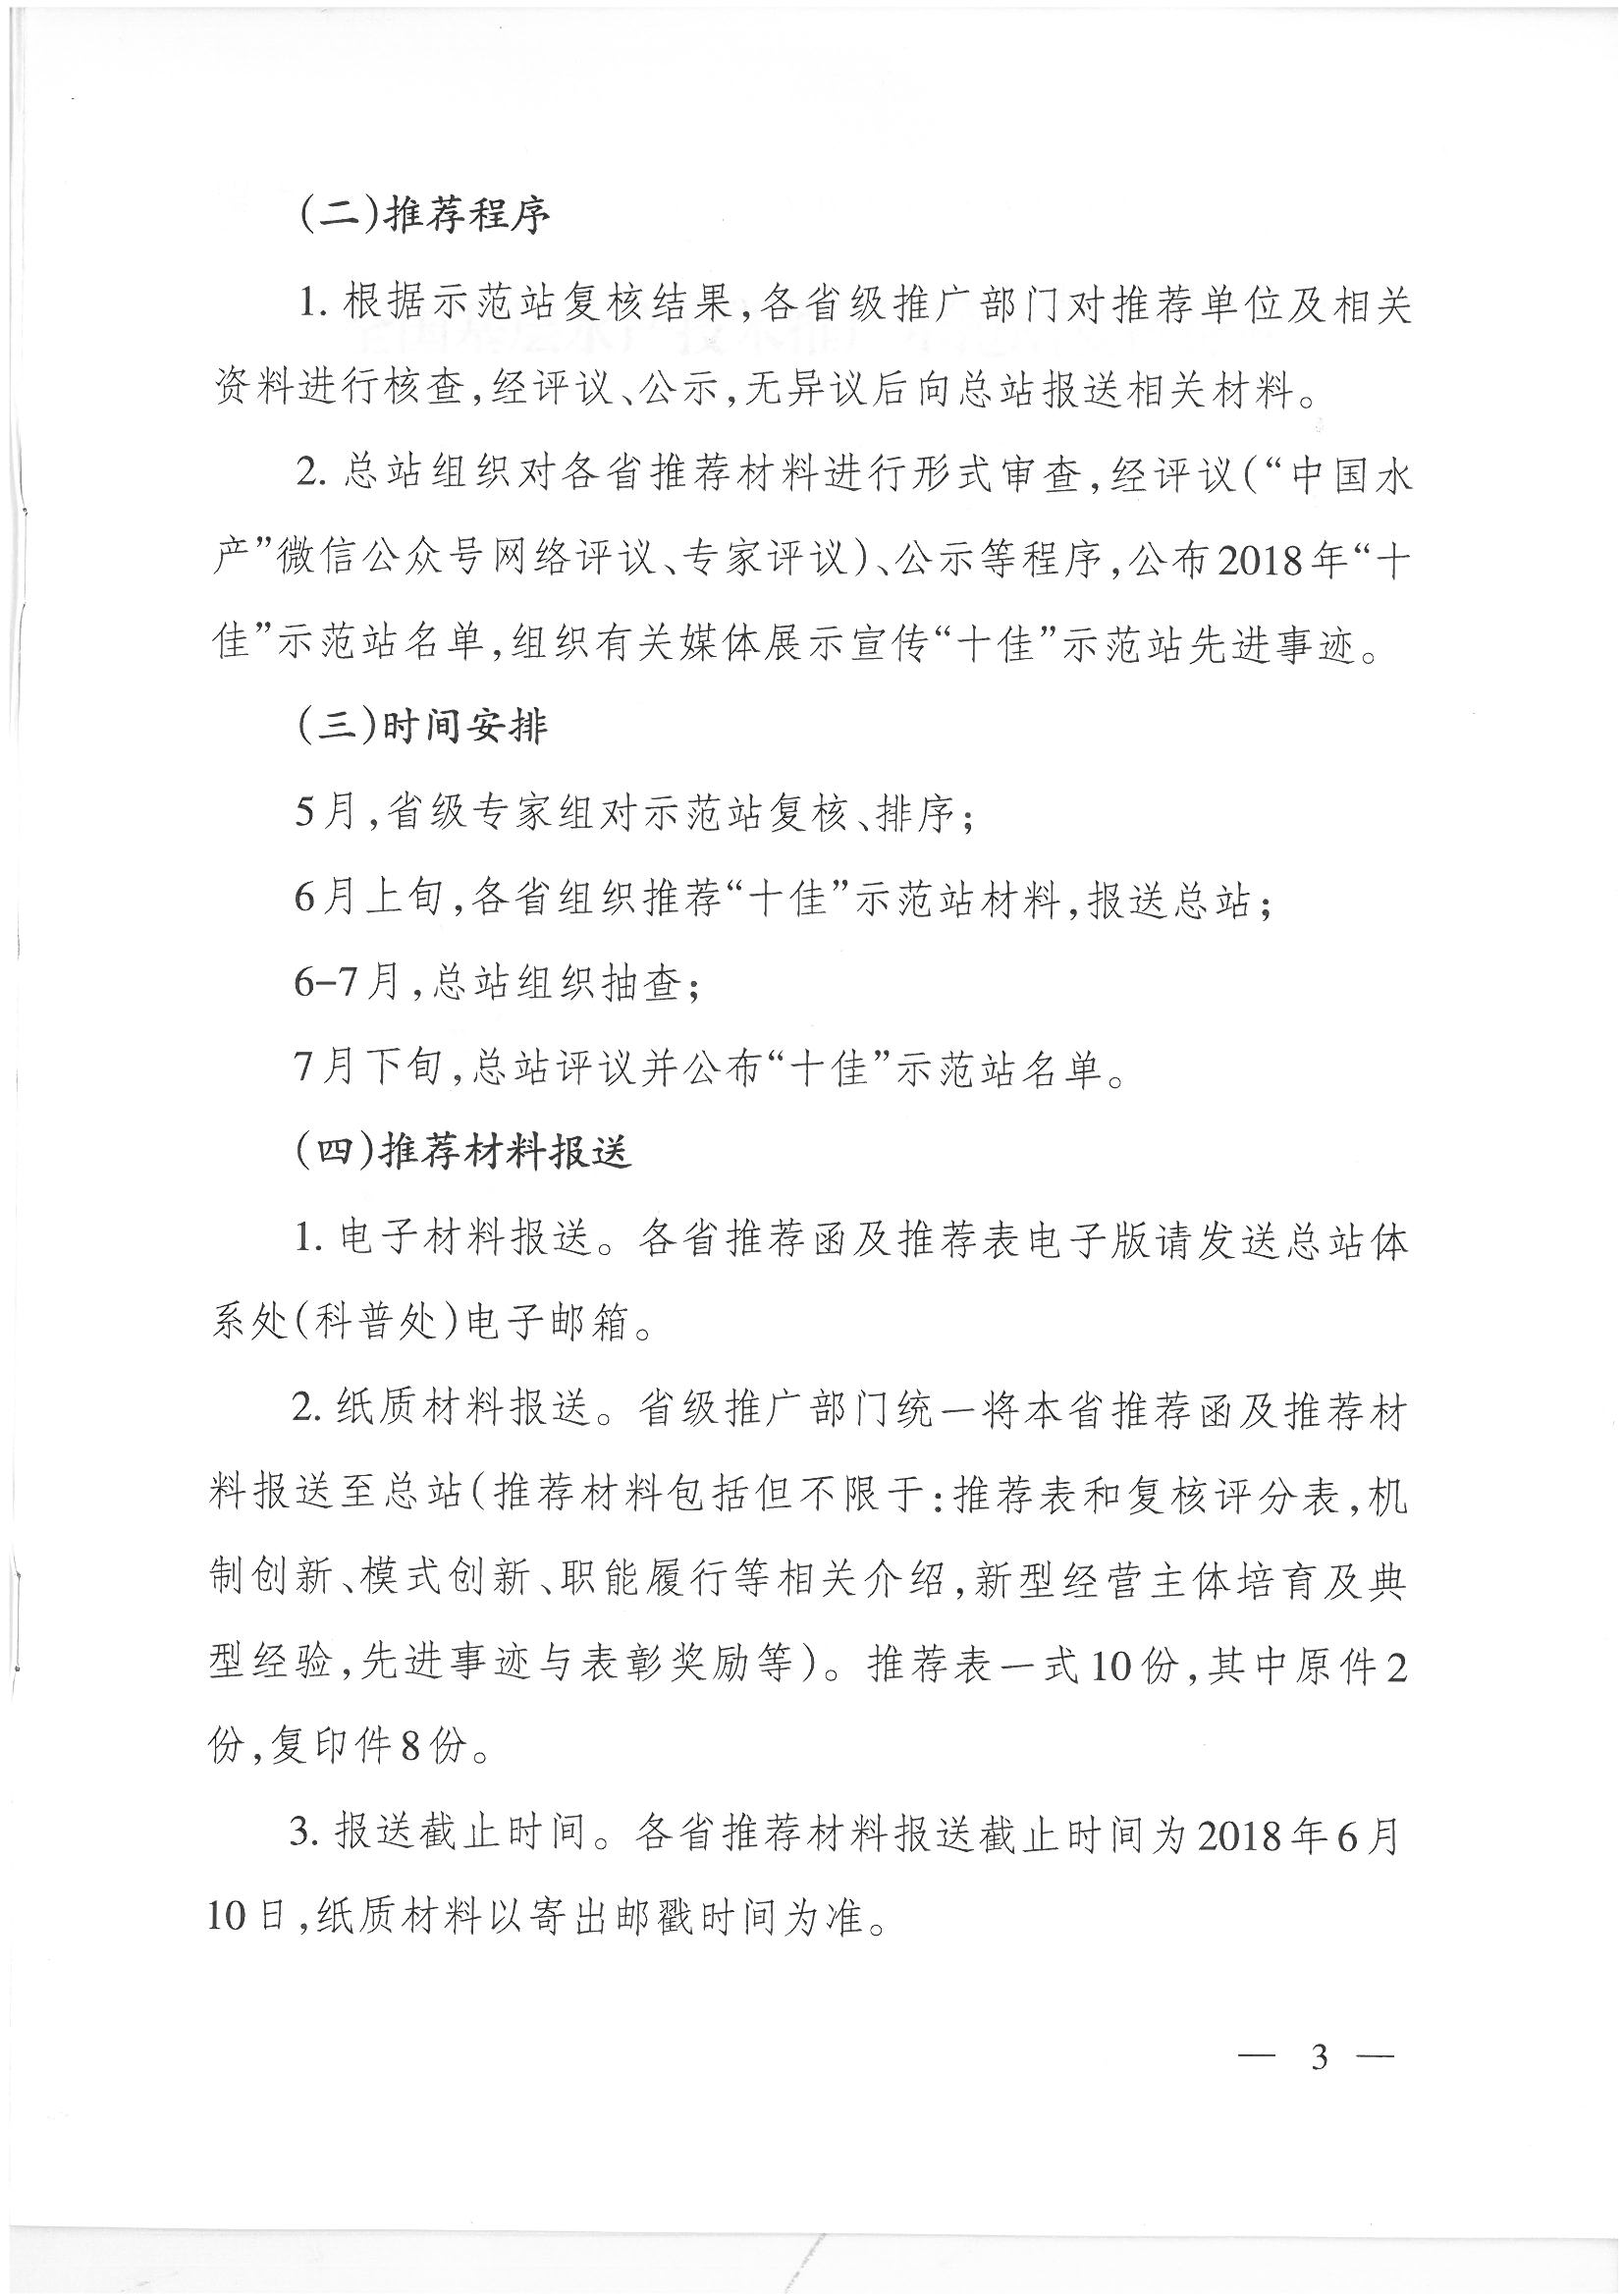 (二)推荐程序
1. 根据示范站复核结果,各省级推广部门对推荐单位及相关
资料进行核查,经评议、公示,无异议后向总站报送相关材料。
2. 总站组织对各省推荐材料进行形式审查,经评议(“中国水
产”微信公众号网络评议、专家评议)、公示等程序,公布2018年“十
佳”示范站名单,组织有关媒体展示宣传“十佳”示范站先进事迹。
(三)时间安排
5月,省级专家组对示范站复核、排序;
6月上旬,各省组织推荐“十佳”示范站材料,报送总站;
6-7月,总站组织抽查;
7月下旬,总站评议并公布“十佳”示范站名单。
(四)推荐材料报送
1. 电子材料报送。各省推荐函及推荐表电子版请发送总站体
系处(科普处)电子邮箱。
2. 纸质材料报送。省级推广部门统一将本省推荐函及推荐材
料报送至总站(推荐材料包括但不限于:推荐表和复核评分表,机
制创新、模式创新、职能履行等相关介绍,新型经营主体培育及典
型经验,先进事迹与表彰奖励等)。推荐表一式10份,其中原件2
份,复印件8份。
3. 报送截止时间。各省推荐材料报送截止时间为2018年6月
10日,纸质材料以寄出邮戳时间为准。
— 3 —